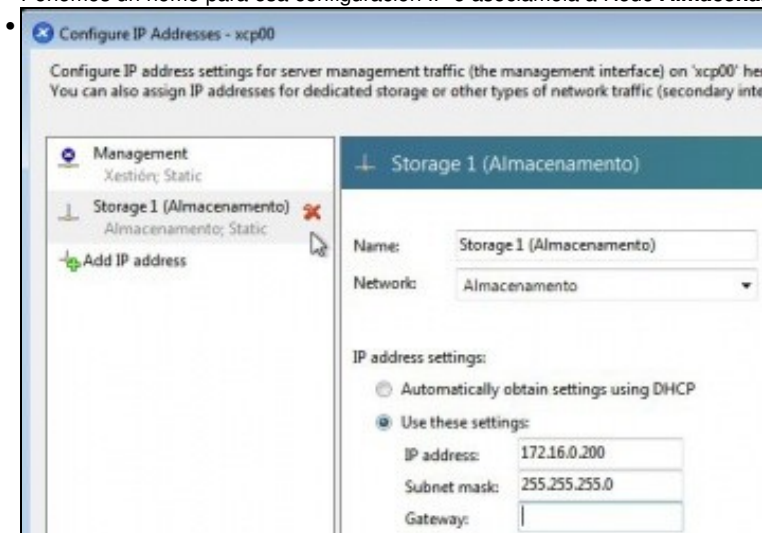 Configure IP Addresses - xcp00
Configure IP address settings for server management traffic (the management interface) on 'xcp00' her
You can also assign IP addresses for dedicated storage or other types of network traffic (secondary inte
Management
Xestión; Static
Storage 1 (Almacenamento)
Almacenamento; Static
Add IP address
Storage 1 (Almacenamento)
Name: Storage 1 (Almacenamento)
Network: Almacenamento
IP address settings:
Automatically obtain settings using DHCP
Use these settings:
IP address: 172.16.0.200
Subnet mask: 255.255.255.0
Gateway: